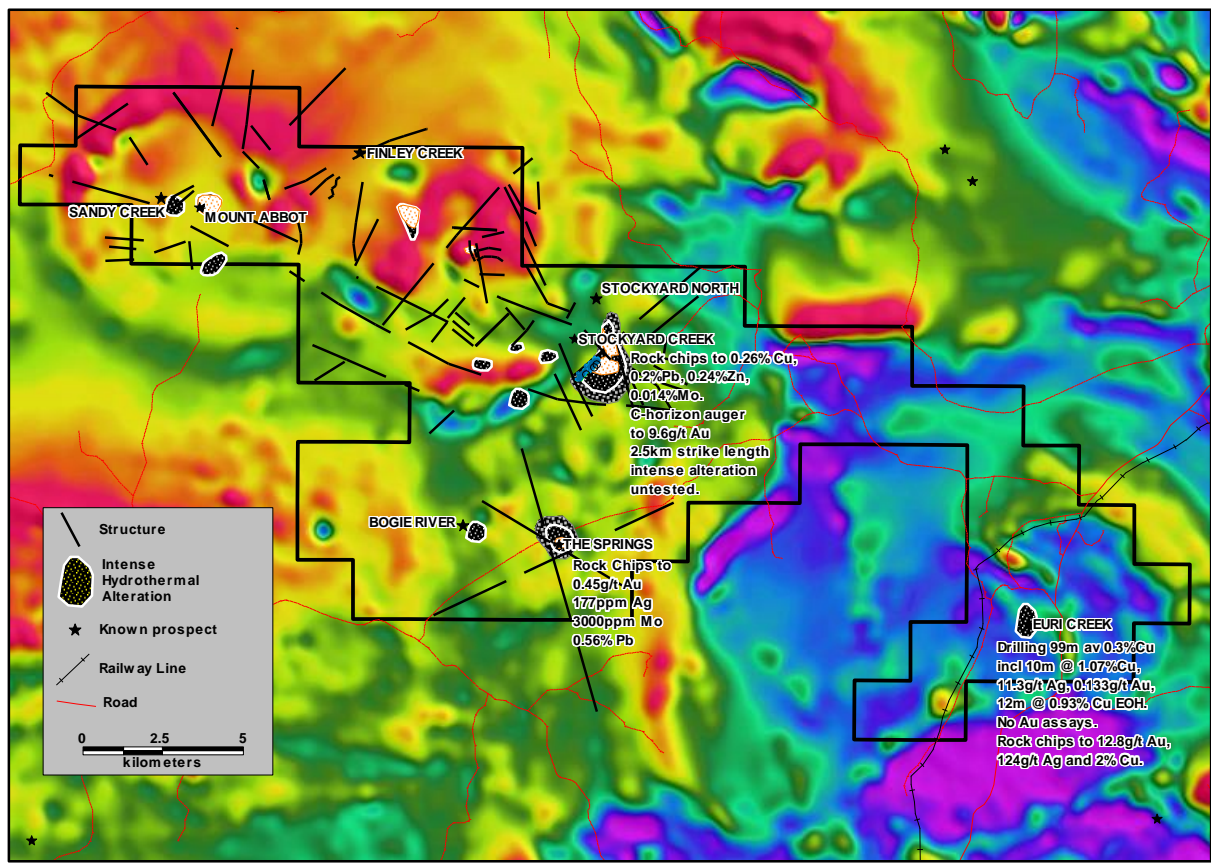 FINLEY CREEK
SANDY CREEK
MOUNT ABBOT
STOCKYARD NORTH
STOCKYARD CREEK
Rock chips to 0.26% Cu,
0.2%Pb, 0.24%Zn,
0.014%Mo.
C-horizon auger
to 9.6g/t Au
2.5km strike length
intense alteration
untested.
BOGIE RIVER
THE SPRINGS
Rock Chips to
0.45g/t Au
177ppm Ag
3000ppm Mo
0.56% Pb
EURI CREEK
Drilling 99m av 0.3%Cu
incl 10m @ 1.07%Cu,
11.3g/t Ag, 0.133g/t Au,
12m @ 0.93% Cu EOH.
No Au assays.
Rock chips to 12.8g/t Au,
124g/t Ag and 2% Cu.
Structure
Intense
Hydrothermal
Alteration
Known prospect
Railway Line
Road
0 2.5 5
kilometers